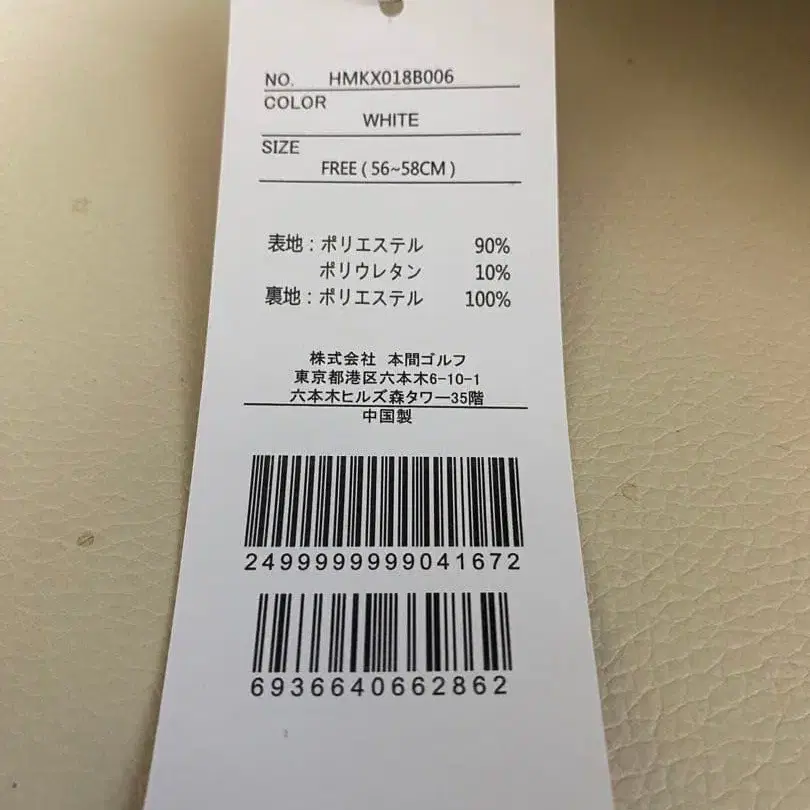 NO. HMKX018B006
COLOR
WHITE
SIZE
FREE ( 56~58CM )
表地 : ポリエステル 90%
ポリウレタン 10%
裏地 : ポリエステル 100%
株式会社 本間ゴルフ
東京都港区六本木6-10-1
六本木ヒルズ森タワー35階
中国製
2499999999041672
6936640662862